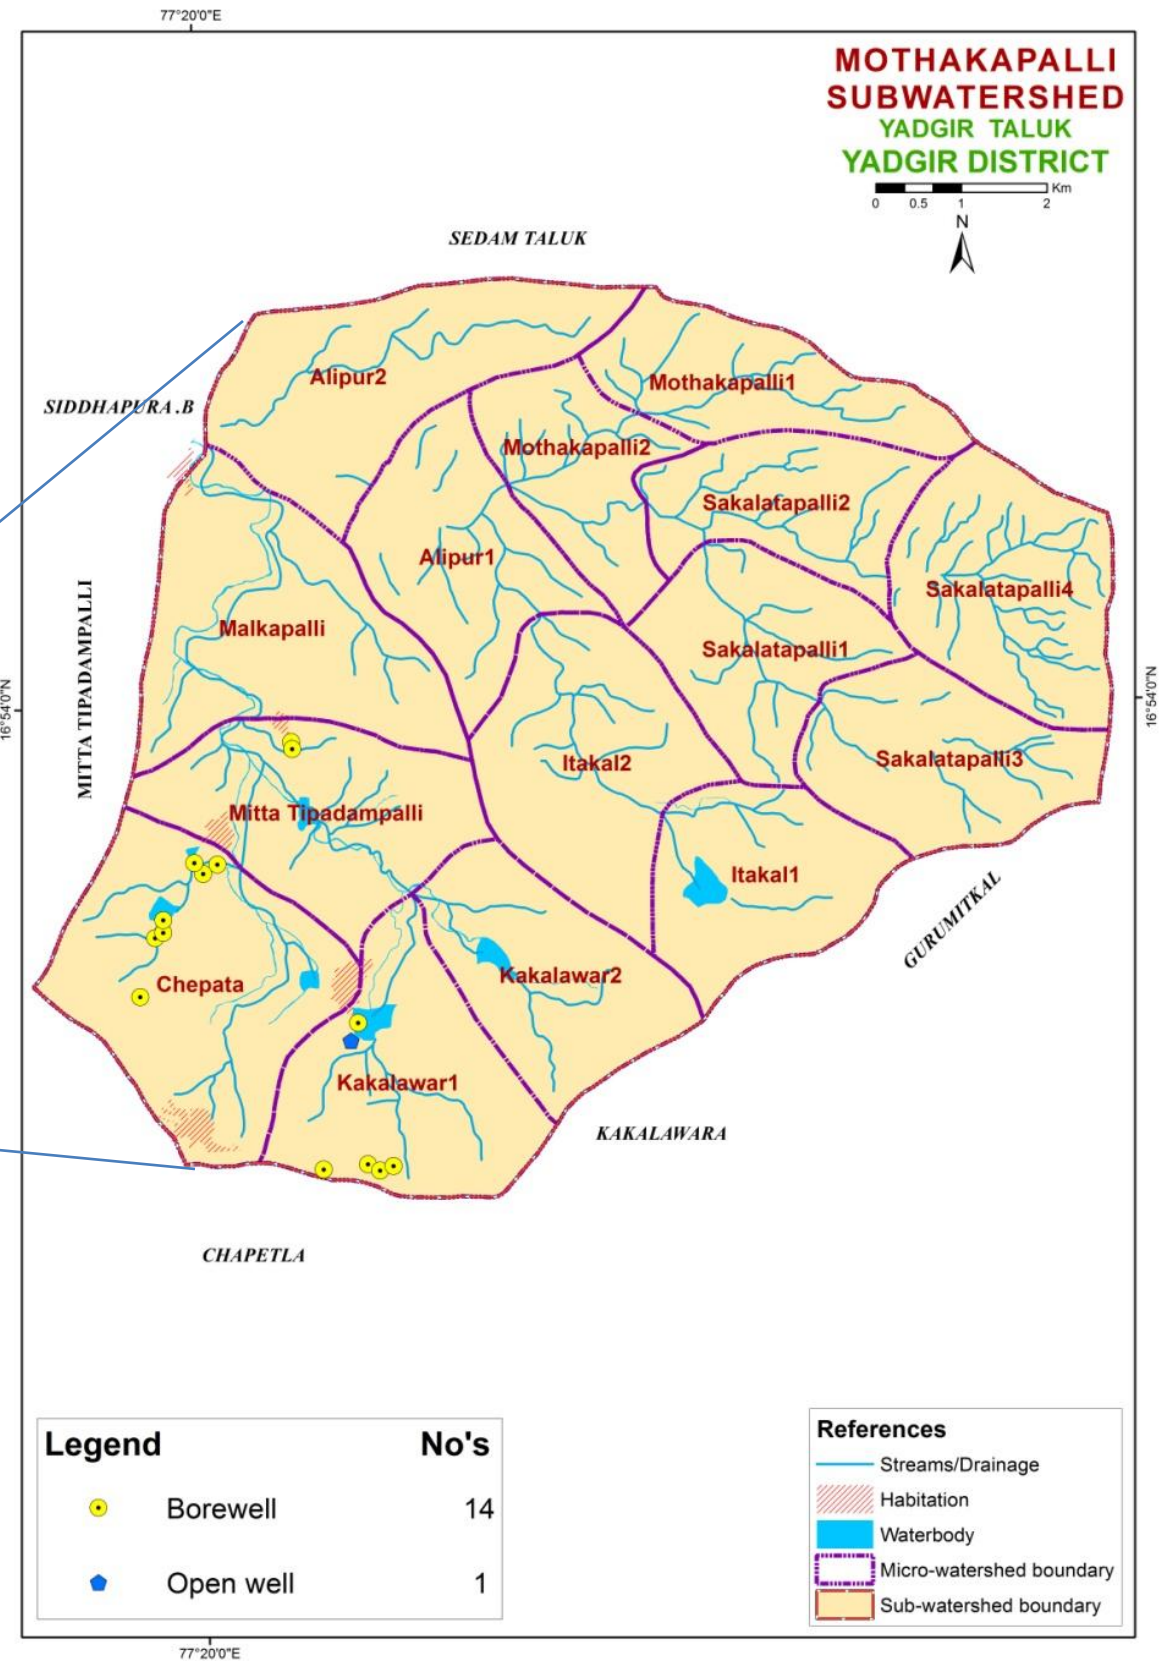 77°20'0"E
MOTHAKAPALLI
SUBWATERSHED
YADGIR TALUK
YADGIR DISTRICT
Km
0 0.5 1 2
N
SEDAM TALUK
Alipur2
Mothakapalli1
SIDDHAPURA .B
Mothakapalli2
Sakalatapalli2
Alipur1
Sakalatapalli4
MITTA TIPADAMPALLI
Malkapalli
Sakalatapalli1
16°54'0"N
16°54'0"N
Itakal2
Sakalatapalli3
Mitta Tipadampalli
Itakal1
GURUMITKAL
Chepata
Kakalawar2
Kakalawar1
KAKALAWARA
CHAPETLA
Legend No's
Borewell 14
Open well 1
References
Streams/Drainage
Habitation
Waterbody
Micro-watershed boundary
Sub-watershed boundary
77°20'0"E